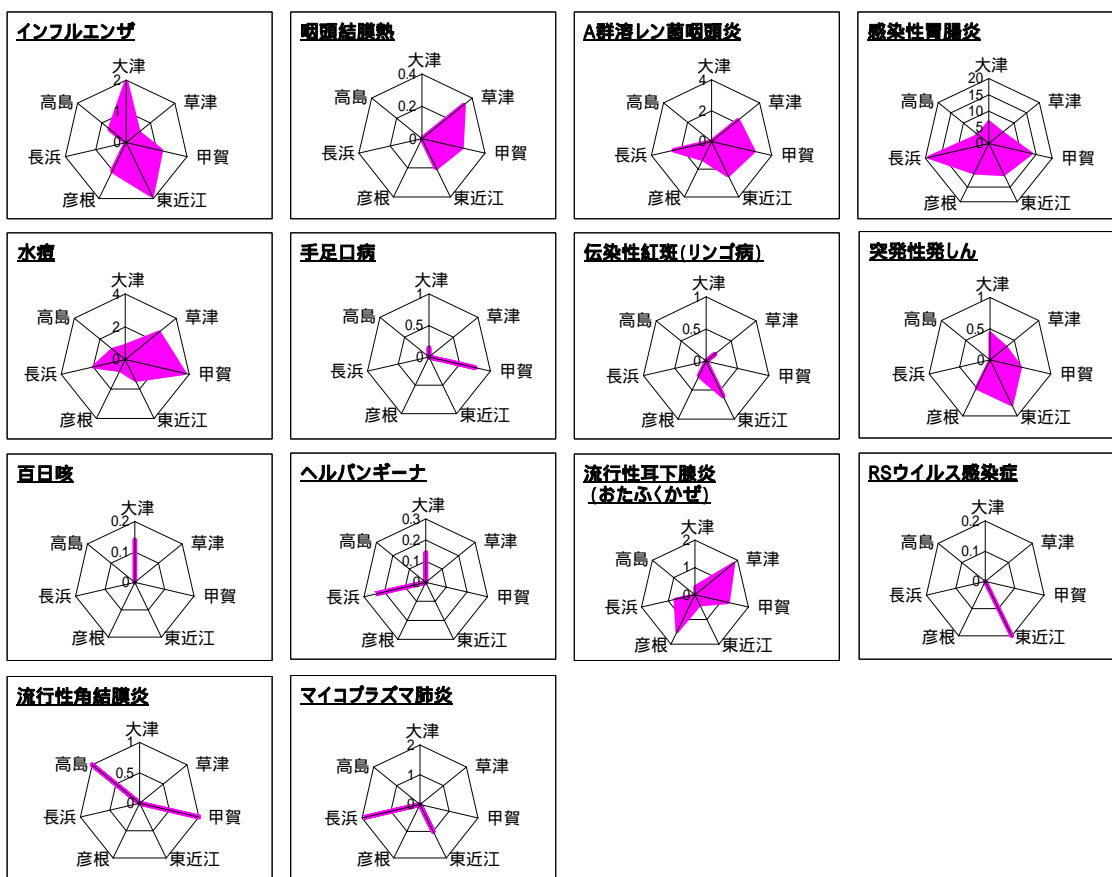 インフルエンザ
大津
2
1
0
草津
甲賀
東近江
彦根
長浜
高島
咽頭結膜熱
大津
0.4
0.2
0
草津
甲賀
東近江
彦根
長浜
高島
A群溶レン菌咽頭炎
大津
4
2
0
草津
甲賀
東近江
彦根
長浜
高島
感染性胃腸炎
大津
20
15
10
5
0
草津
甲賀
東近江
彦根
長浜
高島
水痘
大津
4
2
0
草津
甲賀
東近江
彦根
長浜
高島
手足口病
大津
1
0.5
0
草津
甲賀
東近江
彦根
長浜
高島
伝染性紅斑(リンゴ病)
大津
1
0.5
0
草津
甲賀
東近江
彦根
長浜
高島
突発性発しん
大津
1
0.5
0
草津
甲賀
東近江
彦根
長浜
高島
百日咳
大津
0.2
0.1
0
草津
甲賀
東近江
彦根
長浜
高島
ヘルパンギーナ
大津
0.3
0.2
0.1
0
草津
甲賀
東近江
彦根
長浜
高島
流行性耳下腺炎
(おたふくかぜ)
大津
2
1
0
草津
甲賀
東近江
彦根
長浜
高島
RSウイルス感染症
大津
0.2
0.1
0
草津
甲賀
東近江
彦根
長浜
高島
流行性角結膜炎
大津
1
0.5
0
草津
甲賀
東近江
彦根
長浜
高島
マイコプラズマ肺炎
大津
2
1
0
草津
甲賀
東近江
彦根
長浜
高島